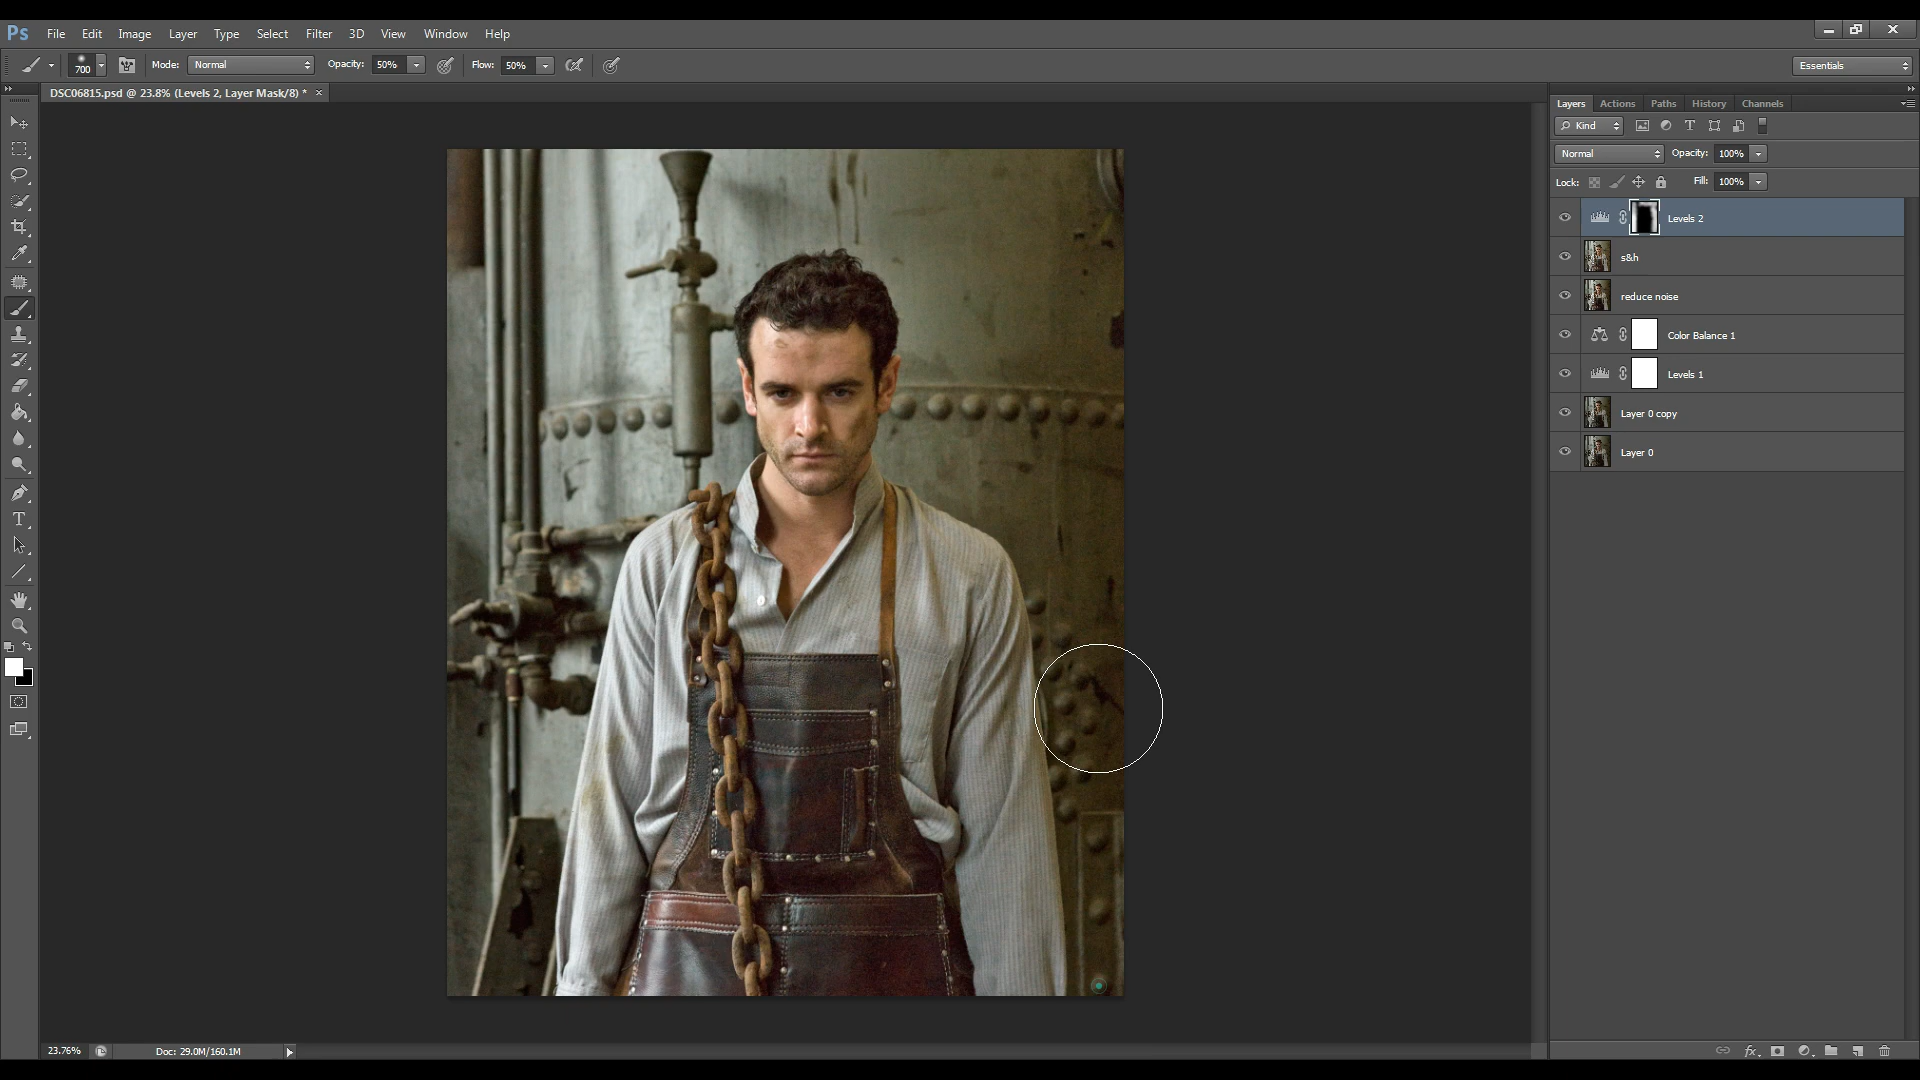 Ps File Edit Image Layer Type Select Filter 3D View Window Help
700 Mode: Normal Opacity: 50% Flow: 50% Essentials
DSC06815.psd @ 23.8% (Levels 2, Layer Mask/8) * ×
Layers Actions Paths History Channels
Kind
Normal Opacity: 100%
Lock: Fill: 100%
Levels 2
s&h
reduce noise
Color Balance 1
Levels 1
Layer 0 copy
Layer 0
23.76% Doc: 29.0M/160.1M
fx